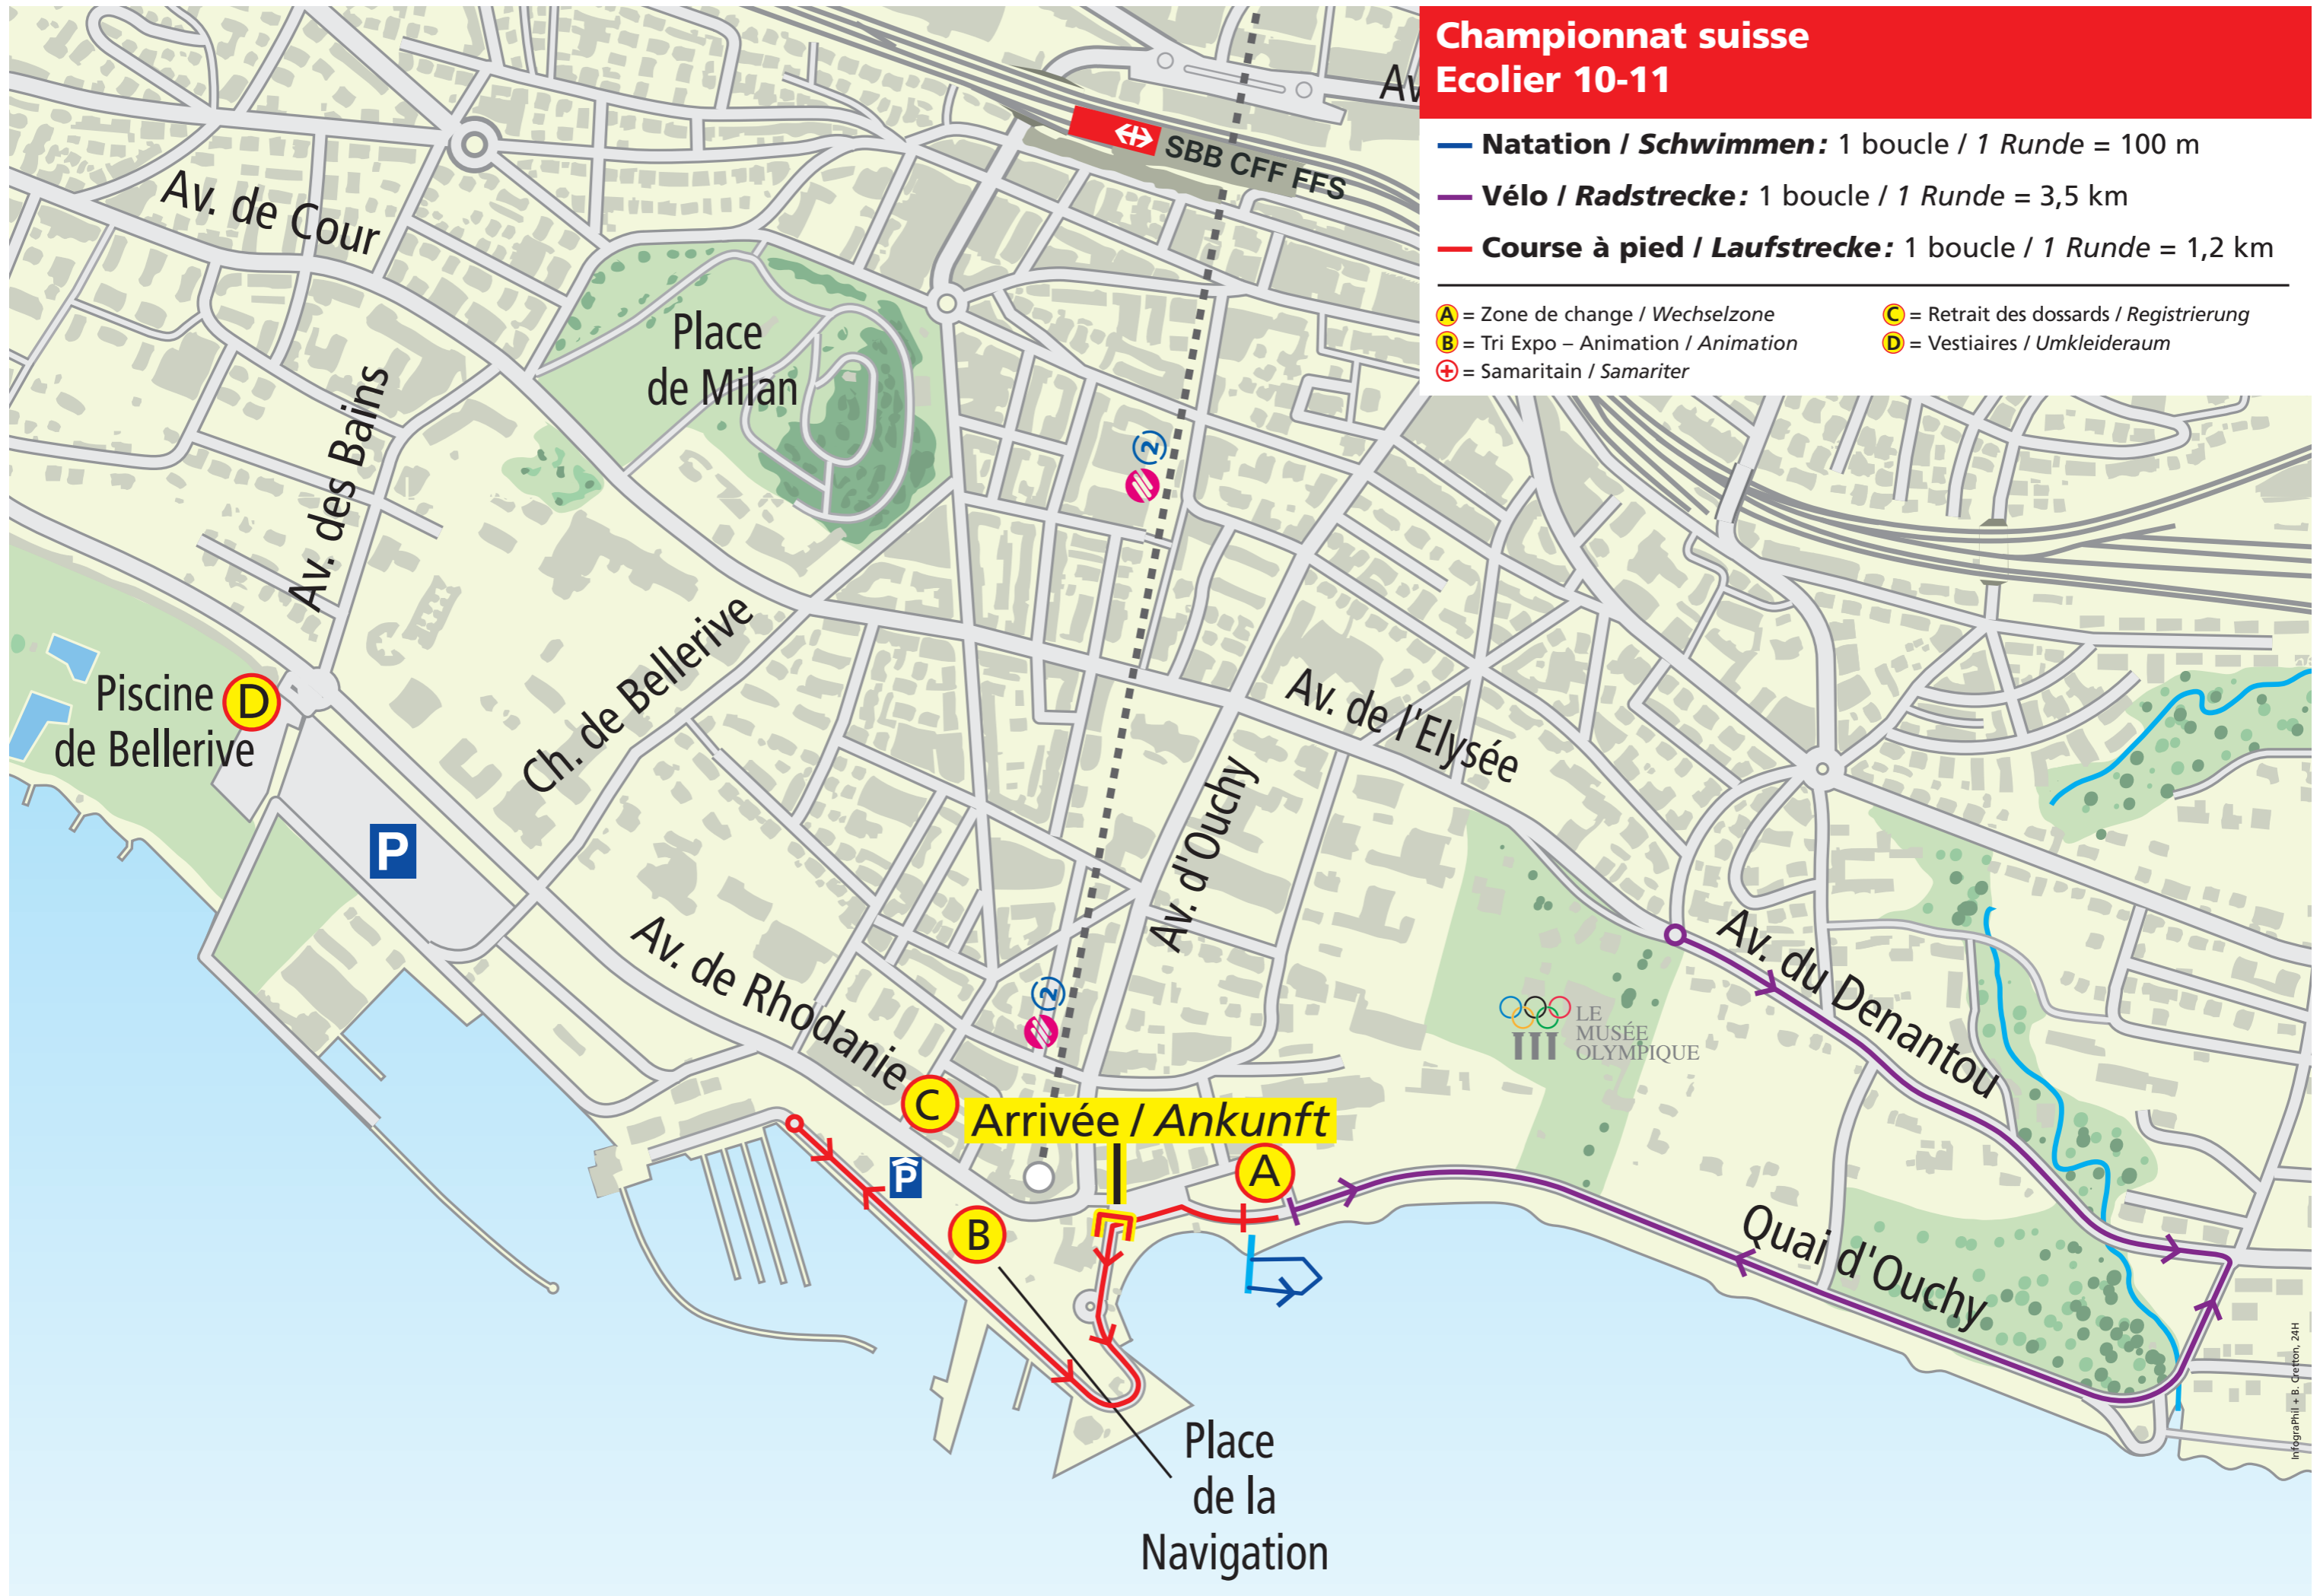 Championnat suisse
Ecolier 10-11
Natation / Schwimmen: 1 boucle / 1 Runde = 100 m
Vélo / Radstrecke: 1 boucle / 1 Runde = 3,5 km
Course à pied / Laufstrecke: 1 boucle / 1 Runde = 1,2 km
A = Zone de change / Wechselzone
B = Tri Expo – Animation / Animation
= Samaritain / Samariter
C = Retrait des dossards / Registrierung
D = Vestiaires / Umkleideraum
Av
SBB CFF FFS
Av. de Cour
Place
de Milan
Av. des Bains
2
Ch. de Bellerive
Piscine
de Bellerive
D
P
Av. de l'Elysée
Av. d'Ouchy
Av. de Rhodanie
2
Av. du Denantou
LE
MUSÉE
OLYMPIQUE
C
Arrivée / Ankunft
A
P
B
Quai d'Ouchy
Place
de la
Navigation
InfograPhil + B. Cretton, 24H